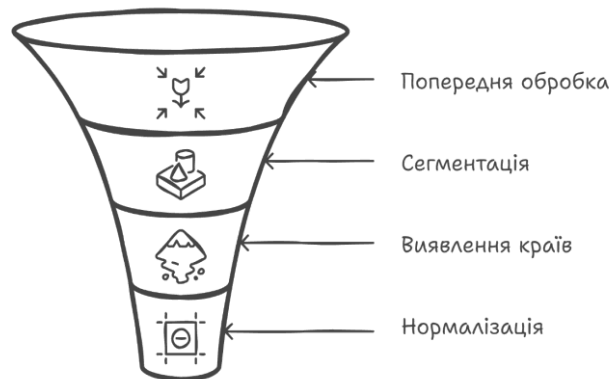 Попередня обробка
Сегментація
Виявлення країв
Нормалізація